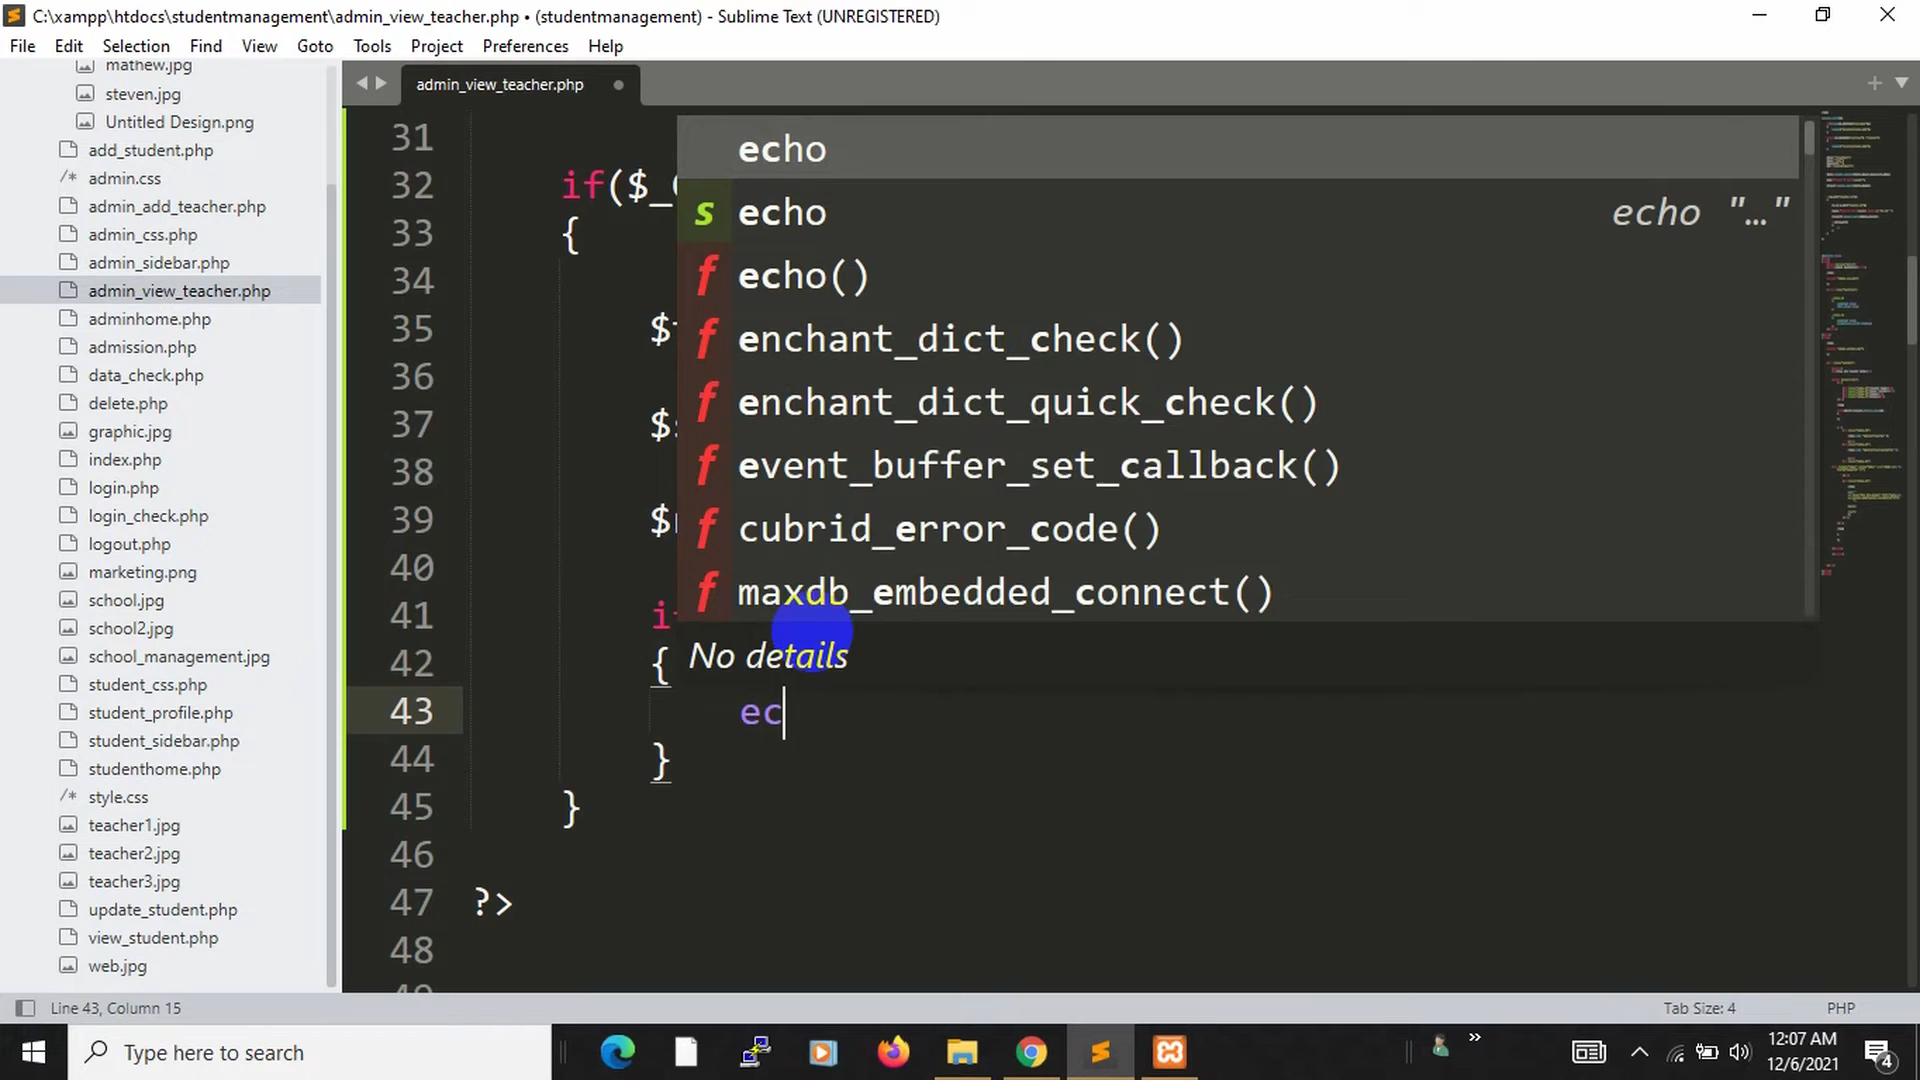 C:\xampp\htdocs\studentmanagement\admin_view_teacher.php • (studentmanagement) - Sublime Text (UNREGISTERED)
File Edit Selection Find View Goto Tools Project Preferences Help
mathew.jpg
steven.jpg
Untitled Design.png
add_student.php
/* admin.css
admin_add_teacher.php
admin_css.php
admin_sidebar.php
admin_view_teacher.php
adminhome.php
admission.php
data_check.php
delete.php
graphic.jpg
index.php
login.php
login_check.php
logout.php
marketing.png
school.jpg
school2.jpg
school_management.jpg
student_css.php
student_profile.php
student_sidebar.php
studenthome.php
/* style.css
teacher1.jpg
teacher2.jpg
teacher3.jpg
update_student.php
view_student.php
web.jpg
admin_view_teacher.php
31
32 if($_
33 {
34
35 $
36
37 $
38
39 $
40
41 i
42 {
43 ec
44 }
45 }
46
47 ?>
48
echo
s echo echo "…"
f echo()
f enchant_dict_check()
f enchant_dict_quick_check()
f event_buffer_set_callback()
f cubrid_error_code()
f maxdb_embedded_connect()
No details
Line 43, Column 15 Tab Size: 4 PHP
Type here to search
12:07 AM
12/6/2021
4